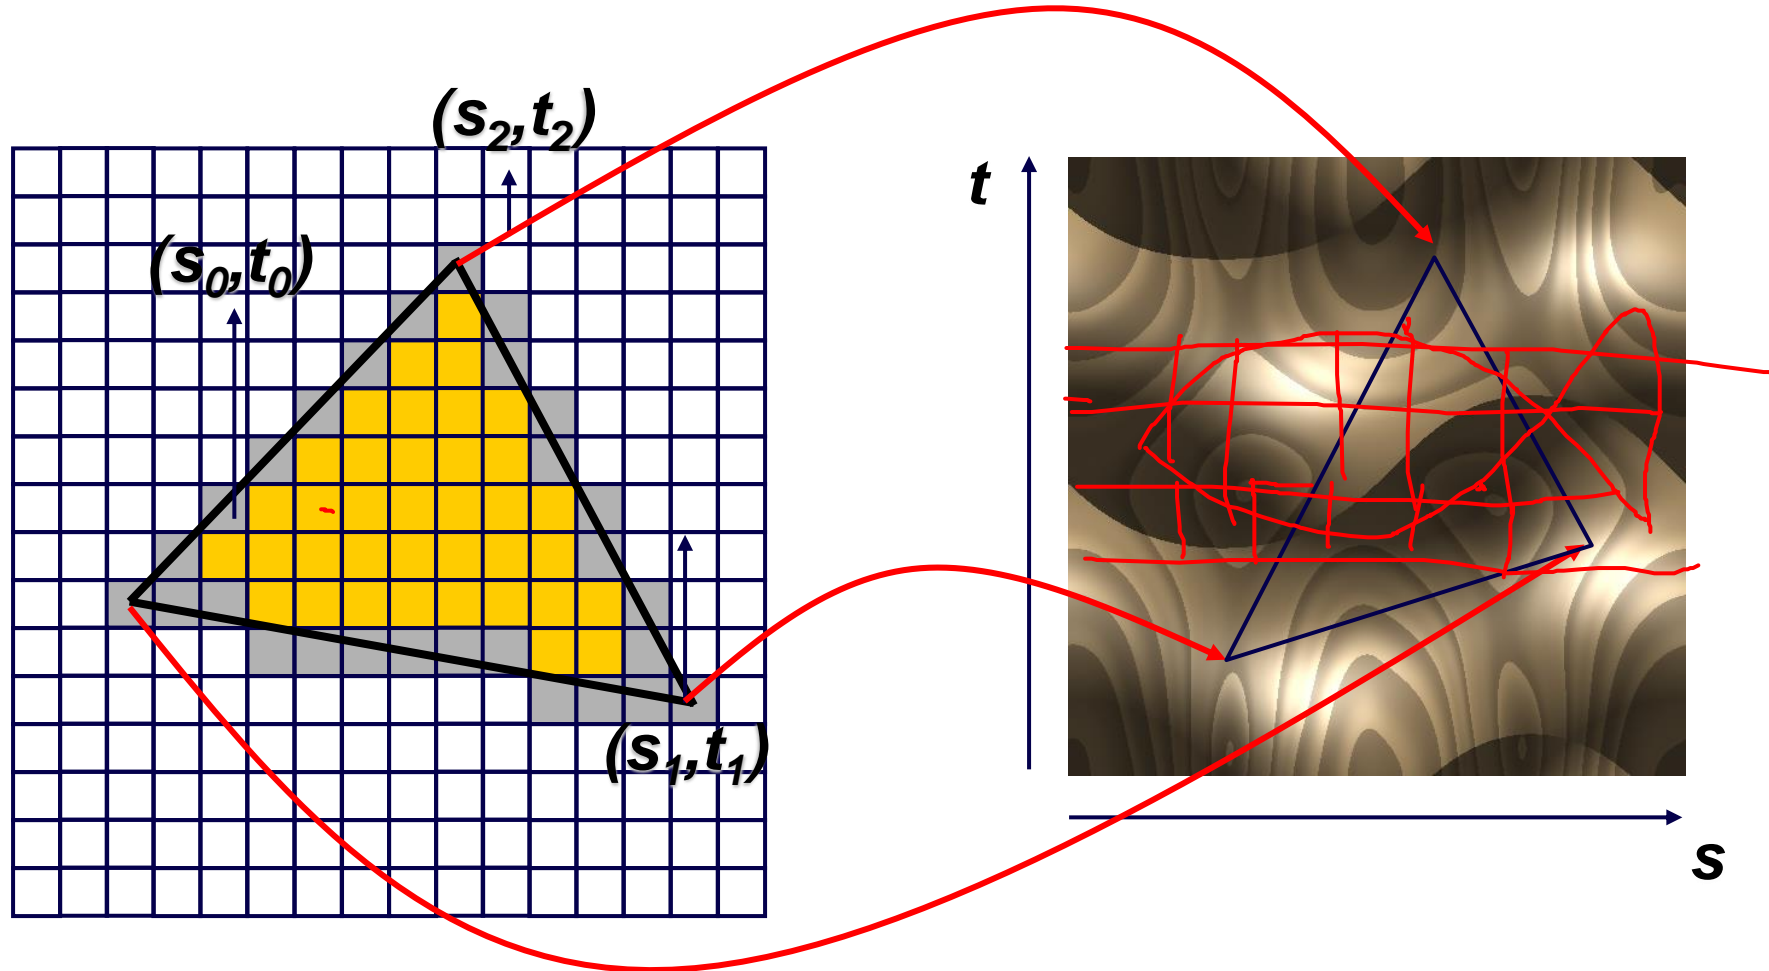 (s₂,t₂)
(s₀,t₀)
t
(s₁,t₁)
s